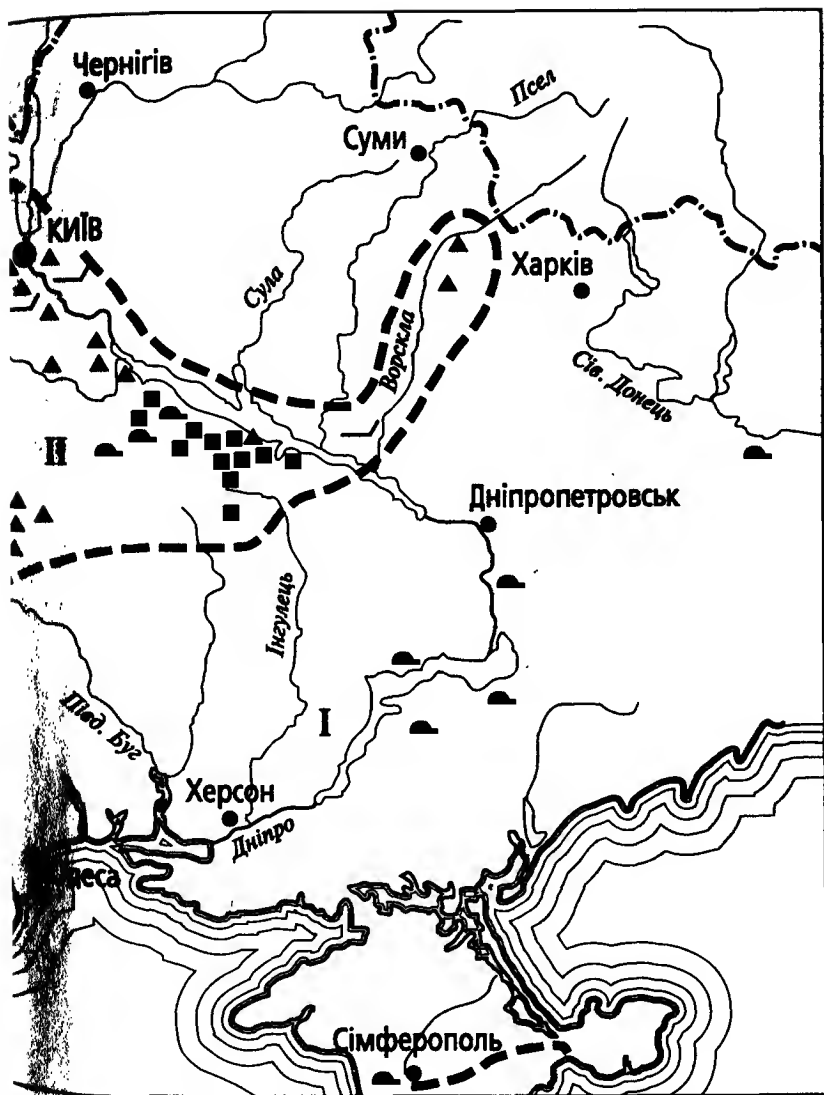 Чернігів
Псел
Суми
КИЇВ
Сула
Харків
Ворскла
Сів. Донець
II
Дніпропетровськ
Інгулець
Півд. Буг
I
Херсон
Дніпро
Сімферополь